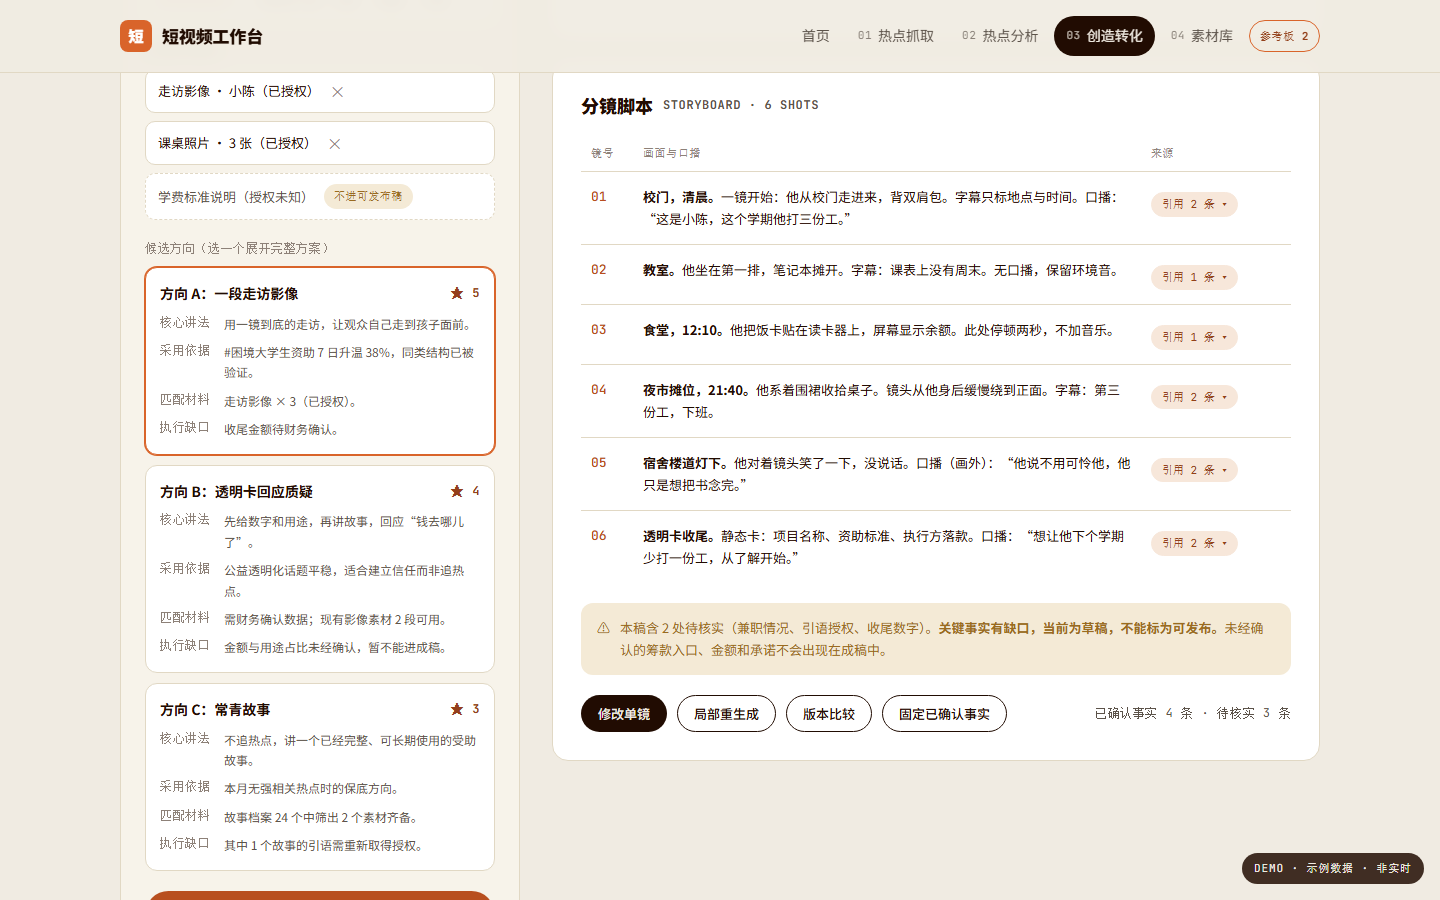 短 短视频工作台
首页 01 热点抓取 02 热点分析 03 创造转化 04 素材库 参考板 2
走访影像 · 小陈（已授权） ×
课桌照片 · 3 张（已授权） ×
学费标准说明（授权未知） 不进可发布稿
候选方向（选一个展开完整方案）
方向 A：一段走访影像 ★ 5
核心讲法 用一镜到底的走访，让观众自己走到孩子面前。
采用依据 #困境大学生资助 7 日升温 38%，同类结构已被
验证。
匹配材料 走访影像 × 3（已授权）。
执行缺口 收尾金额待财务确认。
方向 B：透明卡回应质疑 ★ 4
核心讲法 先给数字和用途，再讲故事，回应“钱去哪儿
了”。
采用依据 公益透明化话题平稳，适合建立信任而非追热
点。
匹配材料 需财务确认数据；现有影像素材 2 段可用。
执行缺口 金额与用途占比未经确认，暂不能进成稿。
方向 C：常青故事 ★ 3
核心讲法 不追热点，讲一个已经完整、可长期使用的受助
故事。
采用依据 本月无强相关热点时的保底方向。
匹配材料 故事档案 24 个中筛出 2 个素材齐备。
执行缺口 其中 1 个故事的引语需重新取得授权。
分镜脚本 STORYBOARD · 6 SHOTS
镜号 画面与口播 来源
01 校门，清晨。一镜开始：他从校门走进来，背双肩包。字幕只标地点与时间。口播： 引用 2 条 ▾
“这是小陈，这个学期他打三份工。”
02 教室。他坐在第一排，笔记本摊开。字幕：课表上没有周末。无口播，保留环境音。 引用 1 条 ▾
03 食堂，12:10。他把饭卡贴在读卡器上，屏幕显示余额。此处停顿两秒，不加音乐。 引用 1 条 ▾
04 夜市摊位，21:40。他系着围裙收拾桌子。镜头从他身后缓慢绕到正面。字幕：第三 引用 2 条 ▾
份工，下班。
05 宿舍楼道灯下。他对着镜头笑了一下，没说话。口播（画外）：“他说不用可怜他，他 引用 2 条 ▾
只是想把书念完。”
06 透明卡收尾。静态卡：项目名称、资助标准、执行方落款。口播：“想让他下个学期 引用 2 条 ▾
少打一份工，从了解开始。”
本稿含 2 处待核实（兼职情况、引语授权、收尾数字）。关键事实有缺口，当前为草稿，不能标为可发布。未经确
认的筹款入口、金额和承诺不会出现在成稿中。
修改单镜 局部重生成 版本比较 固定已确认事实 已确认事实 4 条 · 待核实 3 条
DEMO · 示例数据 · 非实时